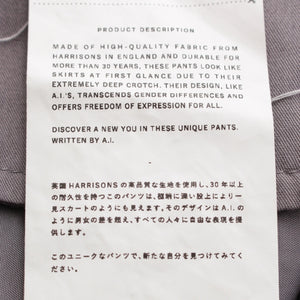 PRODUCT DESCRIPTION
MADE OF HIGH-QUALITY FABRIC FROM
HARRISONS IN ENGLAND AND DURABLE FOR
MORE THAN 30 YEARS, THESE PANTS LOOK LIKE
SKIRTS AT FIRST GLANCE DUE TO THEIR
EXTREMELY DEEP CROTCH. THEIR DESIGN, LIKE
A.I.'S, TRANSCENDS GENDER DIFFERENCES AND
OFFERS FREEDOM OF EXPRESSION FOR ALL.
DISCOVER A NEW YOU IN THESE UNIQUE PANTS.
WRITTEN BY A.I.
英国 HARRISONS の高品質な生地を使用し、30 年以上
の耐久性を持つこのパンツは、極端に深い股上により一
見スカートのようにも見えます。そのデザインは A.I. の
ように男女の差を超え、すべての人々に自由な表現を提
供します。
このユニークなパンツで、新たな自分を見つけてみてく
ださい。